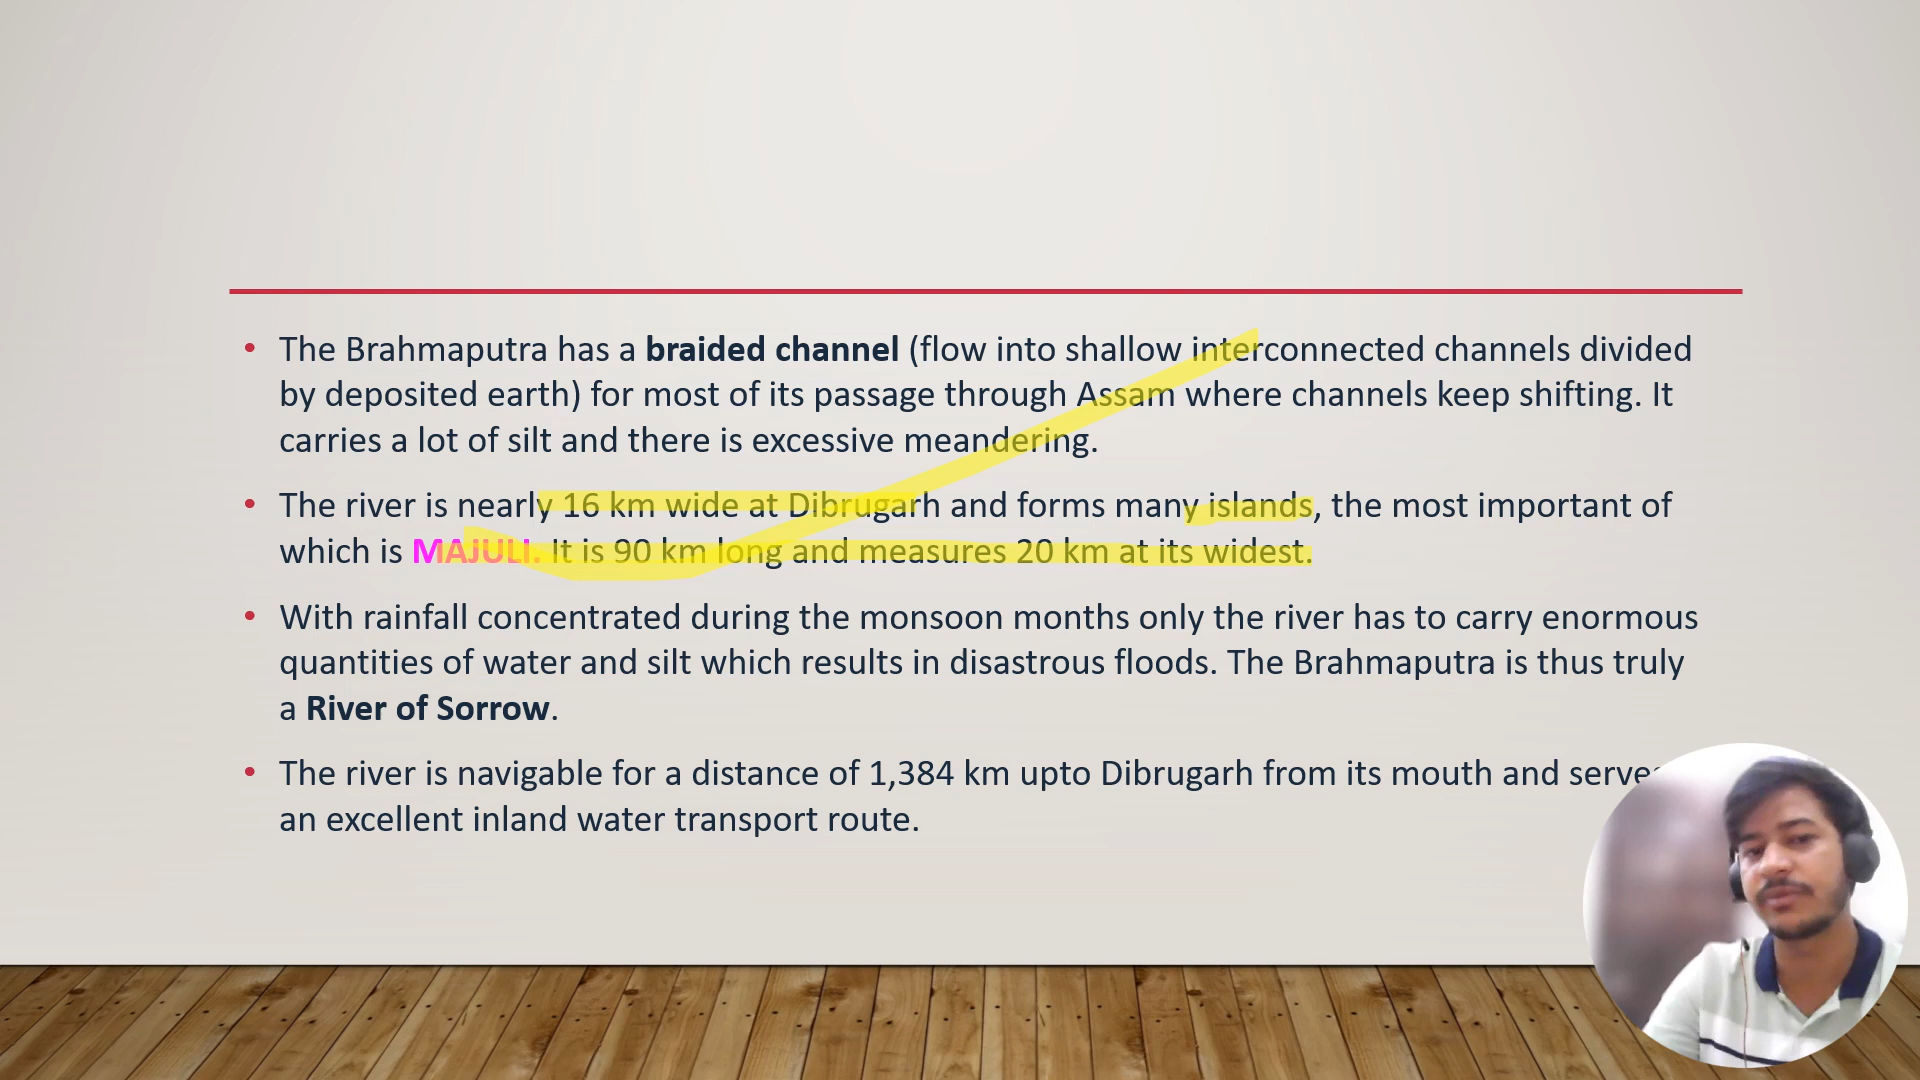 • The Brahmaputra has a braided channel (flow into shallow interconnected channels divided
by deposited earth) for most of its passage through Assam where channels keep shifting. It
carries a lot of silt and there is excessive meandering.
• The river is nearly 16 km wide at Dibrugarh and forms many islands, the most important of
which is MAJULI. It is 90 km long and measures 20 km at its widest.
• With rainfall concentrated during the monsoon months only the river has to carry enormous
quantities of water and silt which results in disastrous floods. The Brahmaputra is thus truly
a River of Sorrow.
• The river is navigable for a distance of 1,384 km upto Dibrugarh from its mouth and serves
an excellent inland water transport route.